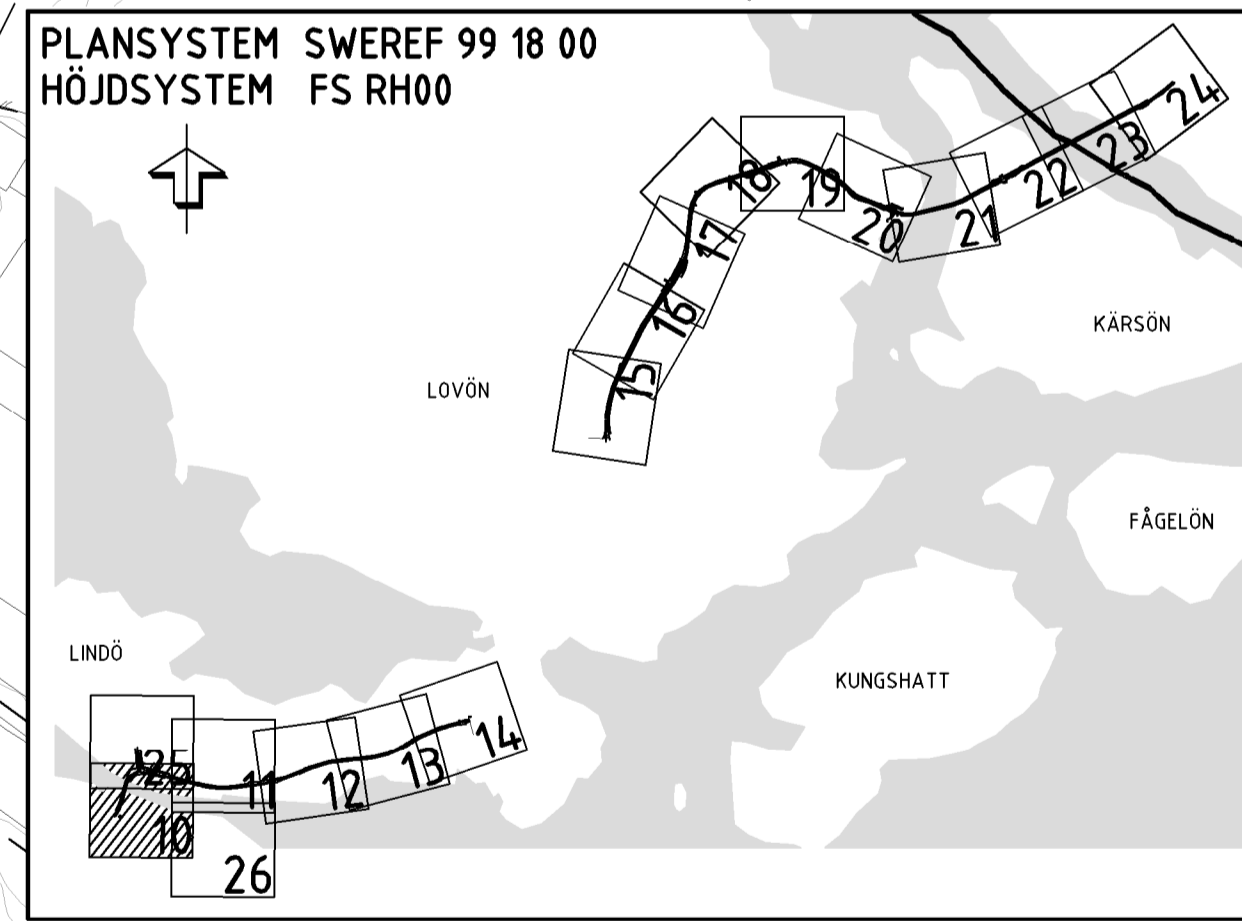 PLANSYSTEM SWEREF 99 18 00
HÖJDSYSTEM FS RH00
24
23
22
21
20
19
18
17
16
15
KÄRSÖN
LOVÖN
FÅGELÖN
LINDÖ
KUNGSHATT
14
13
12
11
25
10
26